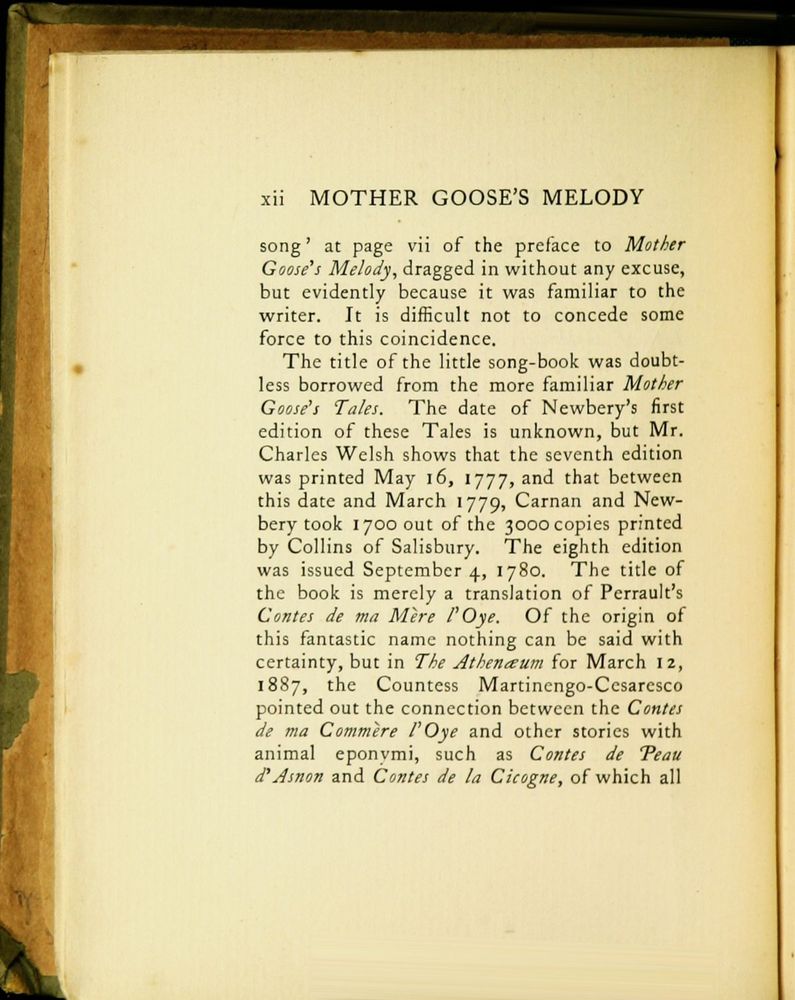 xii MOTHER GOOSE'S MELODY
song' at page vii of the preface to Mother
Goose's Melody, dragged in without any excuse,
but evidently because it was familiar to the
writer. It is difficult not to concede some
force to this coincidence.
The title of the little song-book was doubt-
less borrowed from the more familiar Mother
Goose's Tales. The date of Newbery's first
edition of these Tales is unknown, but Mr.
Charles Welsh shows that the seventh edition
was printed May 16, 1777, and that between
this date and March 1779, Carnan and New-
bery took 1700 out of the 3000 copies printed
by Collins of Salisbury. The eighth edition
was issued September 4, 1780. The title of
the book is merely a translation of Perrault's
Contes de ma Mère l'Oye. Of the origin of
this fantastic name nothing can be said with
certainty, but in The Athenæum for March 12,
1887, the Countess Martinengo-Cesaresco
pointed out the connection between the Contes
de ma Commère l'Oye and other stories with
animal eponymi, such as Contes de Peau
d'Asnon and Contes de la Cicogne, of which all